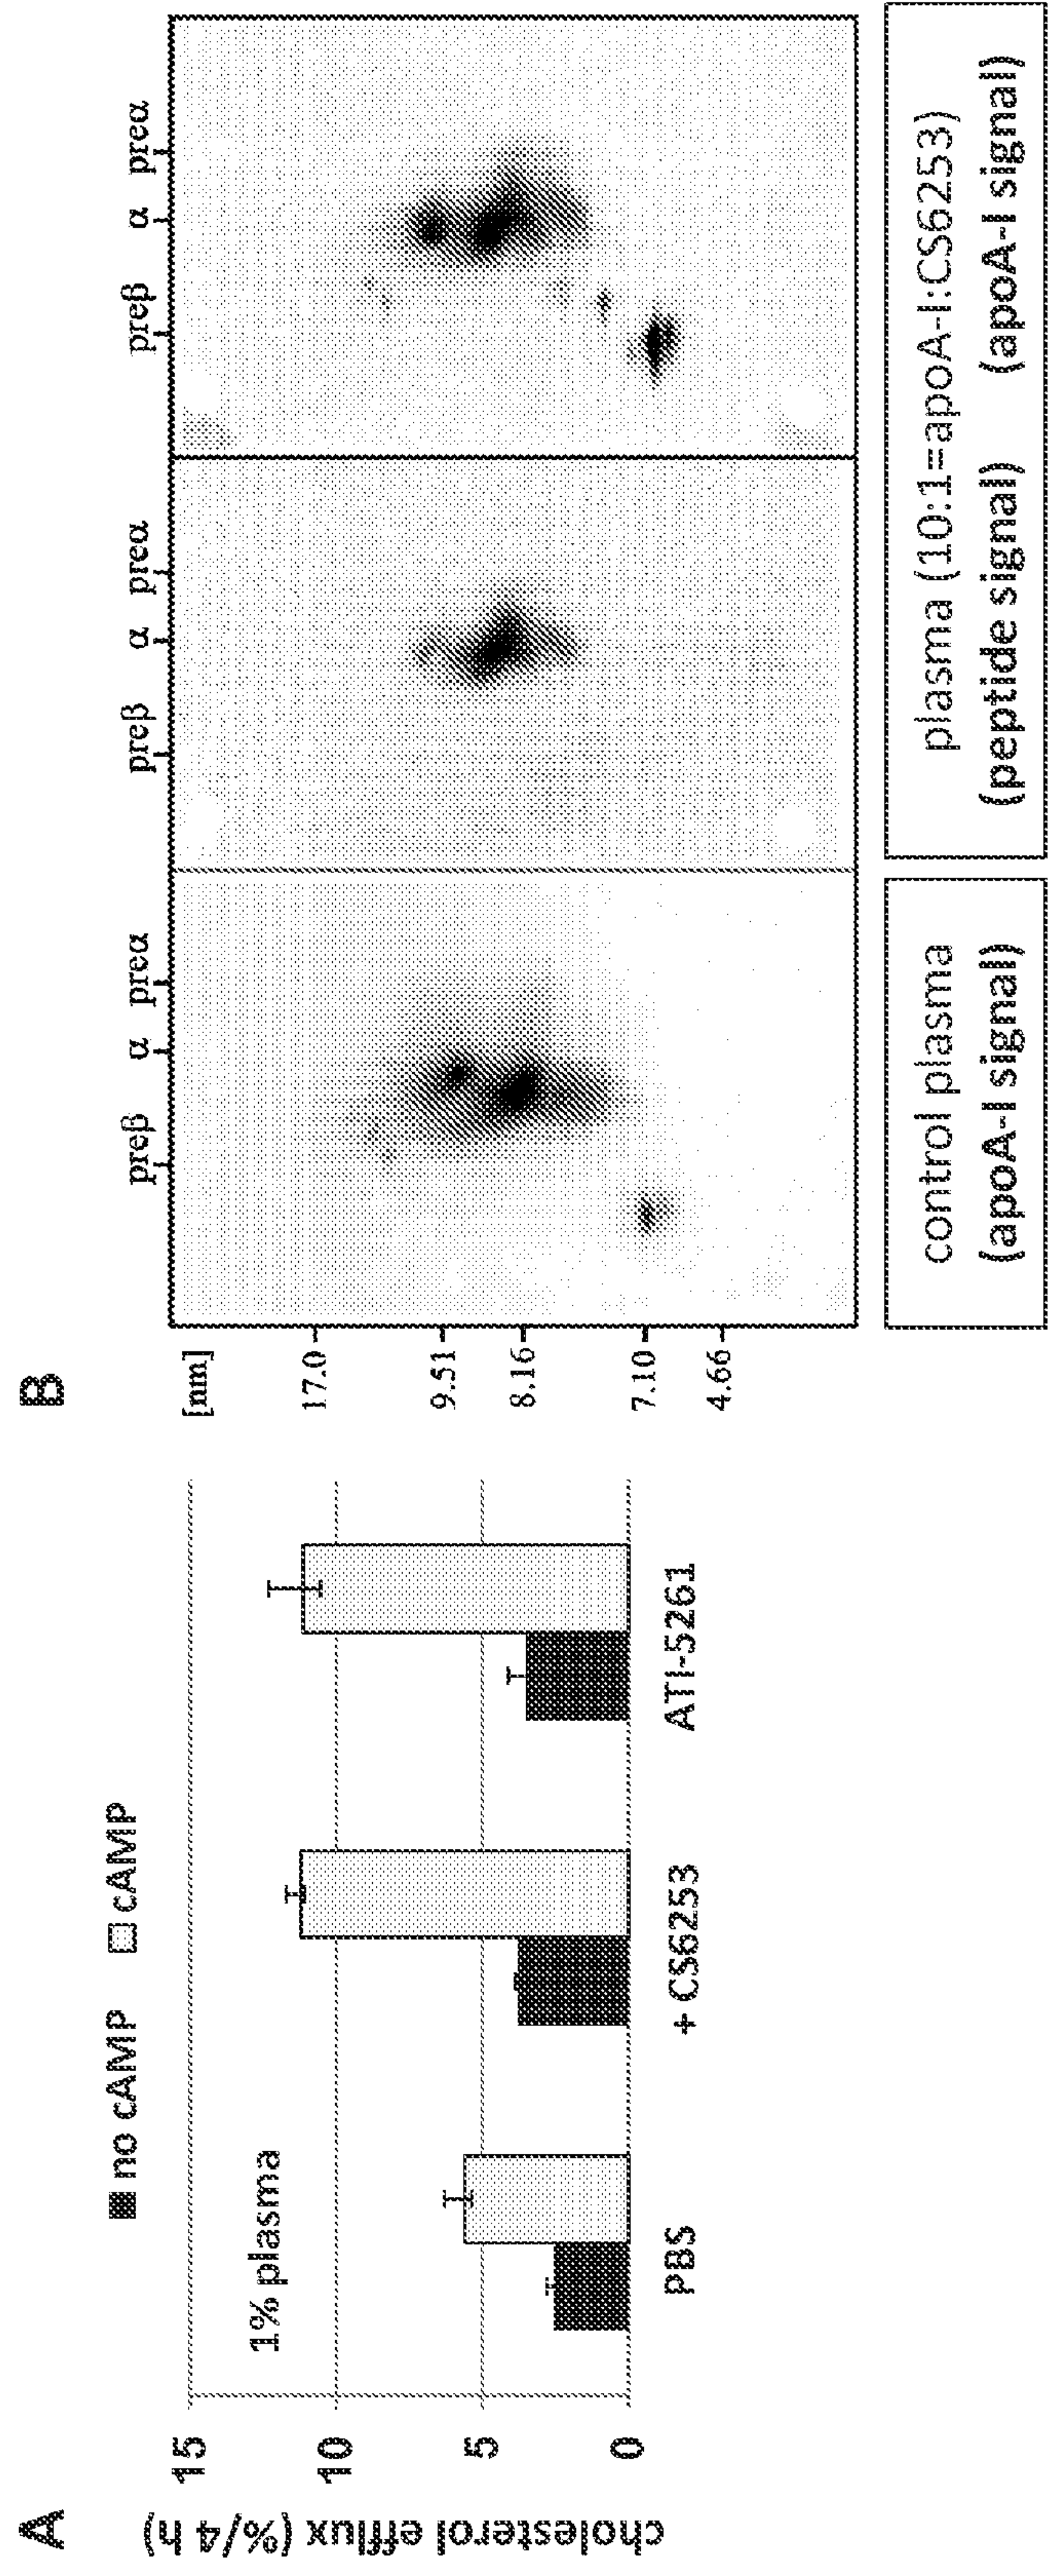 A
cholesterol efflux (%/4 h)
15
10
5
0
no cAMP cAMP
1% plasma
PBS
+ CS6253
ATI-5261
B
[nm]
17.0
9.51
8.16
7.10
4.66
preβ α preα
preβ α preα
preβ α preα
control plasma
(apoA-I signal)
plasma (10:1=apoA-I:CS6253)
(peptide signal) (apoA-I signal)